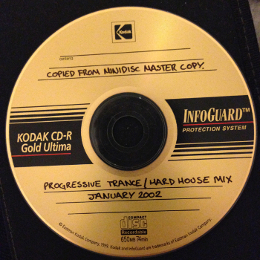 Kodak
COPIED FROM MINIDISC MASTER COPY.
KODAK CD-R
Gold Ultima
INFOGUARD™
PROTECTION SYSTEM
PROGRESSIVE TRANCE/HARD HOUSE MIX
JANUARY 2002
COMPACT
disc
Recordable